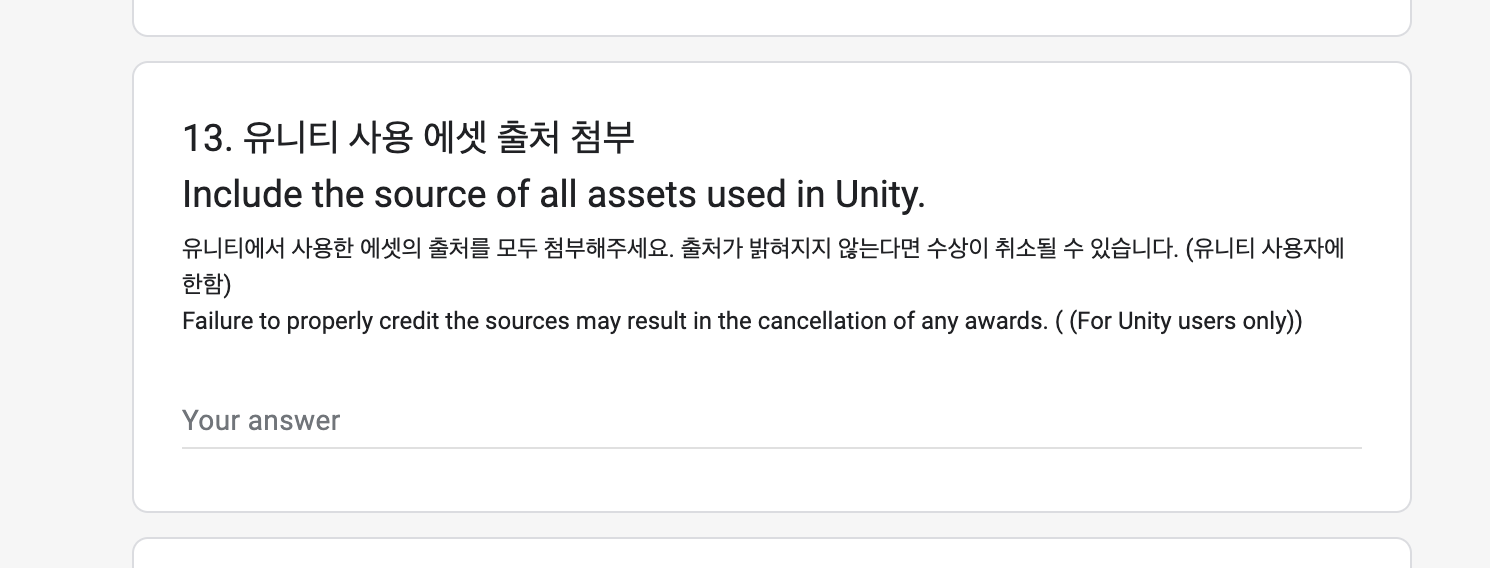 13. 유니티 사용 에셋 출처 첨부
Include the source of all assets used in Unity.
유니티에서 사용한 에셋의 출처를 모두 첨부해주세요. 출처가 밝혀지지 않는다면 수상이 취소될 수 있습니다. (유니티 사용자에
한함)
Failure to properly credit the sources may result in the cancellation of any awards. ( (For Unity users only))
Your answer